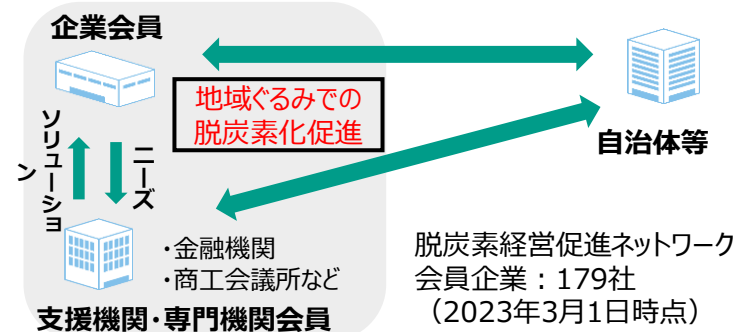 企業会員
地域ぐるみでの
脱炭素化促進
自治体等
ソリューション
ニーズ
・金融機関
・商工会議所など
支援機関・専門機関会員
脱炭素経営促進ネットワーク
会員企業：179社
（2023年3月1日時点）